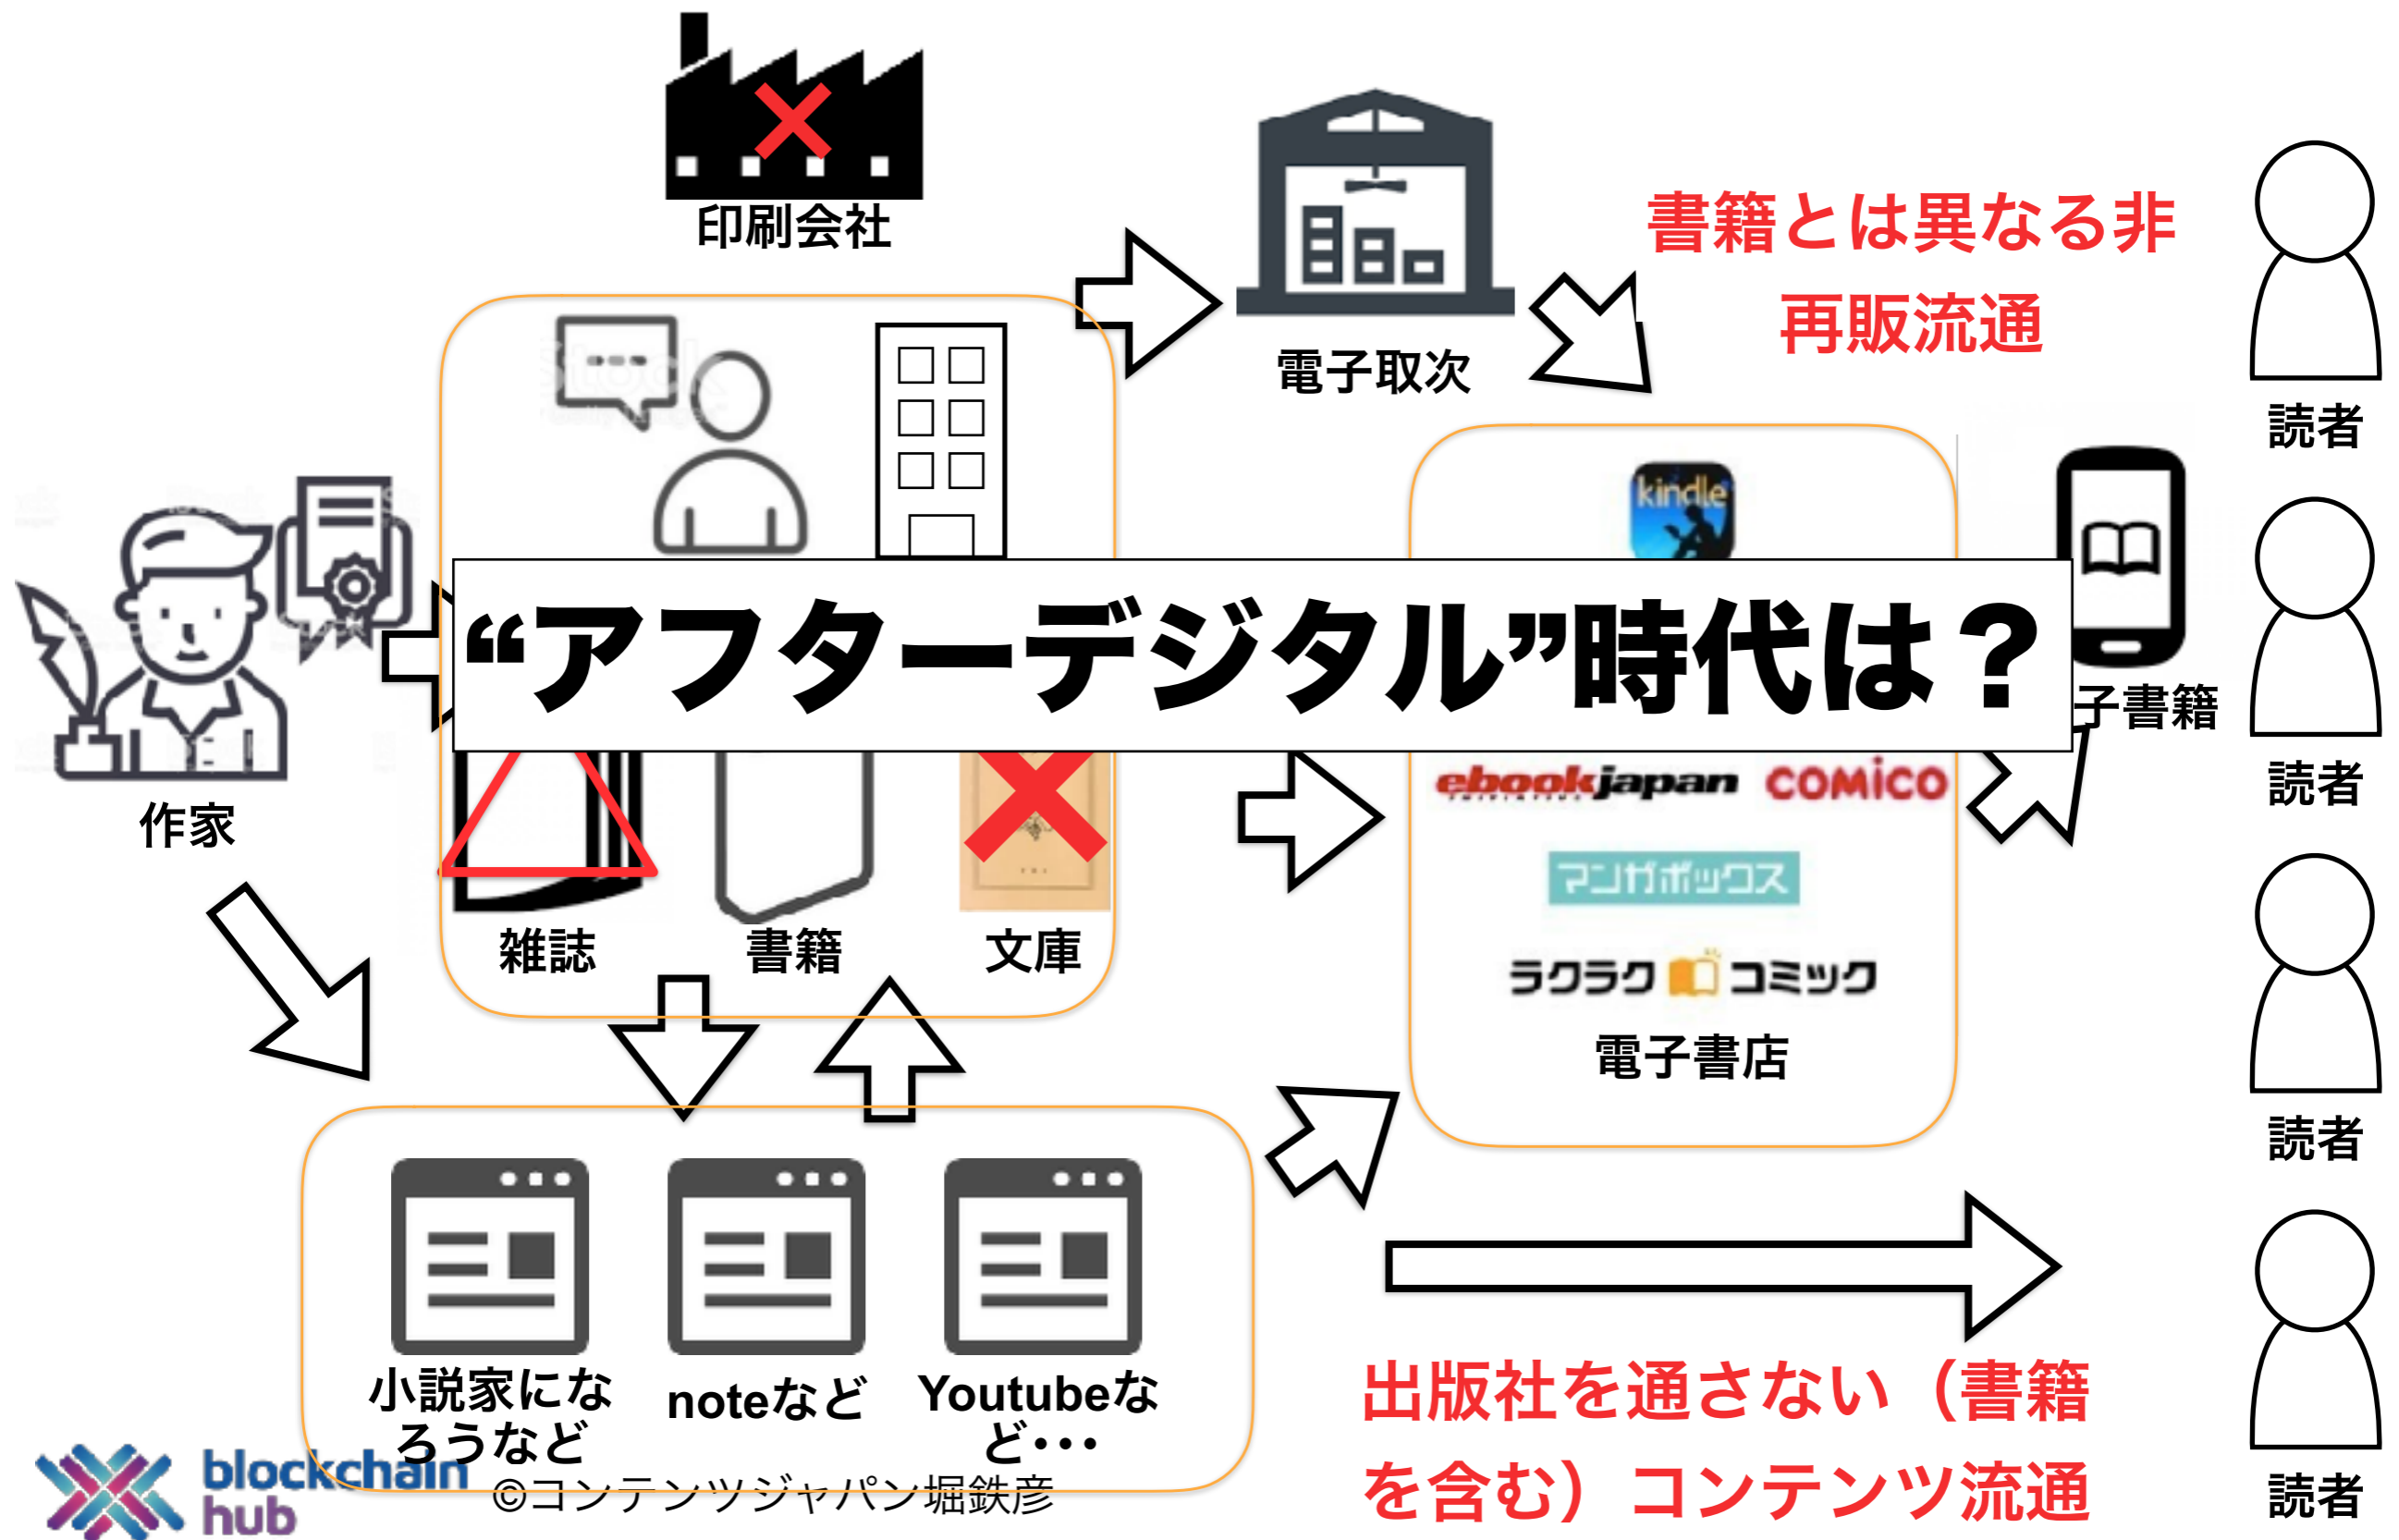 印刷会社
書籍とは異なる非
再販流通
電子取次
読者
kindle
“アフターデジタル”時代は？
子書籍
作家
読者
ebookjapan
comico
マンガボックス
雑誌
書籍
文庫
ラクラク コミック
電子書店
読者
小説家にな
ろうなど
noteなど
Youtubeな
ど・・・
出版社を通さない（書籍
を含む）コンテンツ流通
blockchain
hub
©コンテンツジャパン堀鉄彦
読者